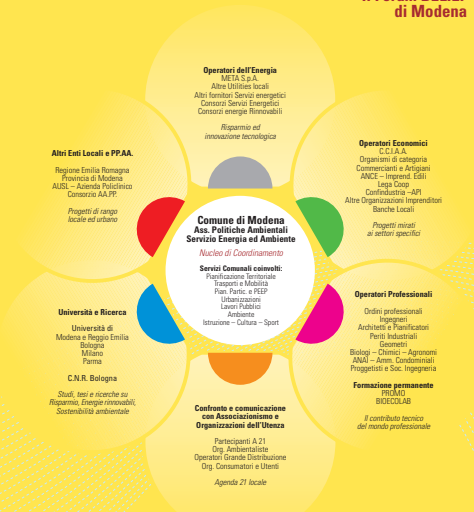 di Modena
Operatori dell'Energia
META S.p.A.
Altre Utilities locali
Altri fornitori Servizi energetici
Consorzi Servizi Energetici
Consorzi energie Rinnovabili
Risparmio ed
innovazione tecnologica
Altri Enti Locali e PP.AA.
Regione Emilia Romagna
Provincia di Modena
AUSL – Azienda Policlinico
Consorzio AA.PP.
Progetti di rango
locale ed urbano
Operatori Economici
C.C.I.A.A.
Organismi di categoria
Commercianti e Artigiani
ANCE – Imprend. Edili
Lega Coop
Confindustria –API
Altre Organizzazioni Imprenditori
Banche Locali
Progetti mirati
ai settori specifici
Comune di Modena
Ass. Politiche Ambientali
Servizio Energia ed Ambiente
Nucleo di Coordinamento
Servizi Comunali coinvolti:
Pianificazione Territoriale
Trasporti e Mobilità
Pian. Partic. e PEEP
Urbanizzazioni
Lavori Pubblici
Ambiente
Istruzione – Cultura – Sport
Università e Ricerca
Università di
Modena e Reggio Emilia
Bologna
Milano
Parma
C.N.R. Bologna
Studi, tesi e ricerche su
Risparmio, Energie rinnovabili,
Sostenibilità ambientale
Operatori Professionali
Ordini professionali
Ingegneri
Architetti e Pianificatori
Periti Industriali
Geometri
Biologi – Chimici – Agronomi
ANAI – Amm. Condominiali
Proggetisti e Soc. Ingegneria
Formazione permanente
PROMO
BIOECOLAB
Il contributo tecnico
del mondo professionale
Confronto e comunicazione
con Associazionismo e
Organizzazioni dell'Utenza
Partecipanti A 21
Org. Ambientaliste
Operatori Grande Distribuzione
Org. Consumatori e Utenti
Agenda 21 locale